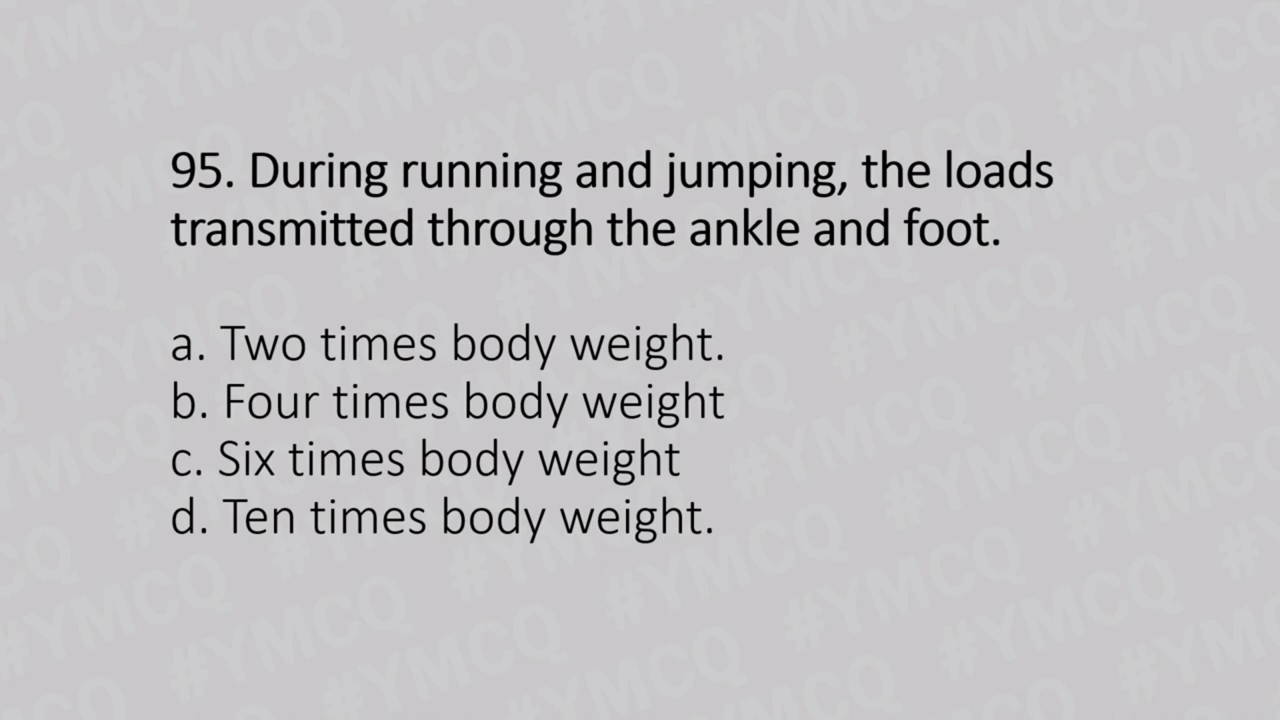 95. During running and jumping, the loads
transmitted through the ankle and foot.
a. Two times body weight.
b. Four times body weight
c. Six times body weight
d. Ten times body weight.
#YMCQ